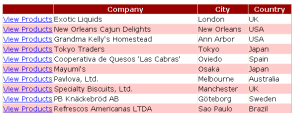 Company City Country
View Products Exotic Liquids London UK
View Products New Orleans Cajun Delights New Orleans USA
View Products Grandma Kelly's Homestead Ann Arbor USA
View Products Tokyo Traders Tokyo Japan
View Products Cooperativa de Quesos 'Las Cabras' Oviedo Spain
View Products Mayumi's Osaka Japan
View Products Pavlova, Ltd. Melbourne Australia
View Products Specialty Biscuits, Ltd. Manchester UK
View Products PB Knäckebröd AB Göteborg Sweden
View Products Refrescos Americanas LTDA Sao Paulo Brazil